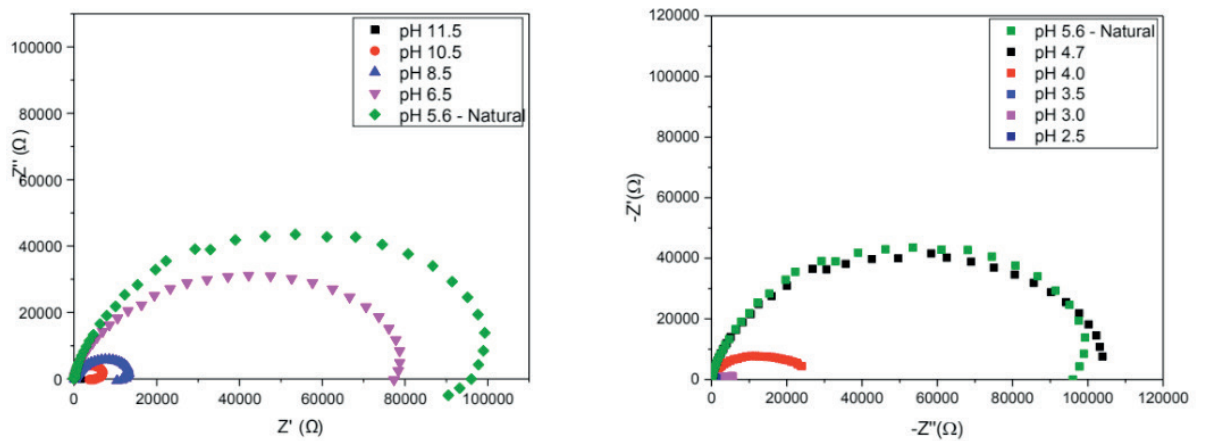 100000
80000
60000
40000
20000
0
Z'' (Ω)
pH 11.5
pH 10.5
pH 8.5
pH 6.5
pH 5.6 - Natural
0
20000
40000
60000
80000
100000
Z' (Ω)
120000
100000
80000
60000
40000
20000
0
-Z'(Ω)
pH 5.6 - Natural
pH 4.7
pH 4.0
pH 3.5
pH 3.0
pH 2.5
0
20000
40000
60000
80000
100000
120000
-Z''(Ω)